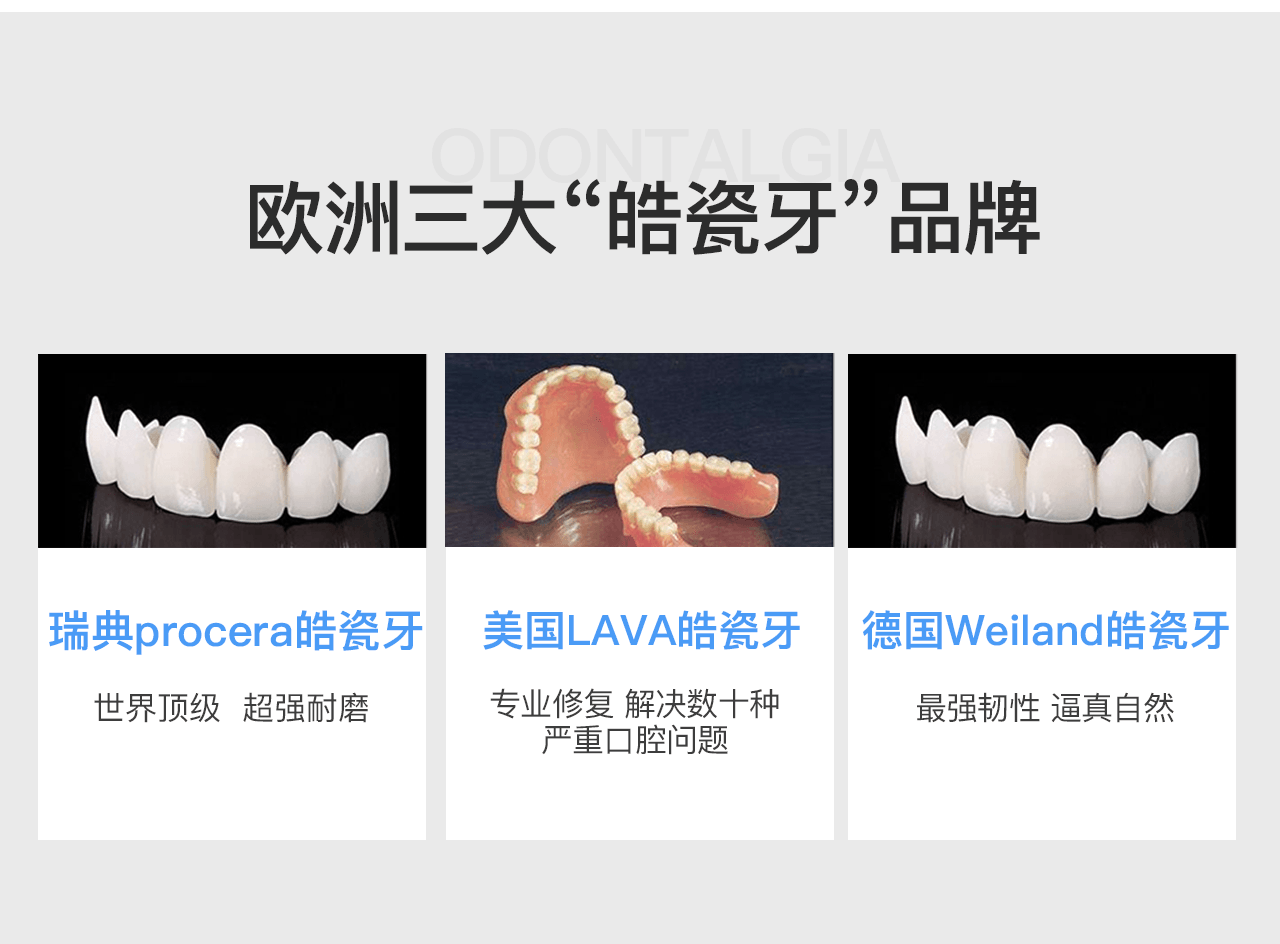 ODONTALGIA
欧洲三大“皓瓷牙”品牌
瑞典procera皓瓷牙
世界顶级 超强耐磨
美国LAVA皓瓷牙
专业修复 解决数十种
严重口腔问题
德国Weiland皓瓷牙
最强韧性 逼真自然